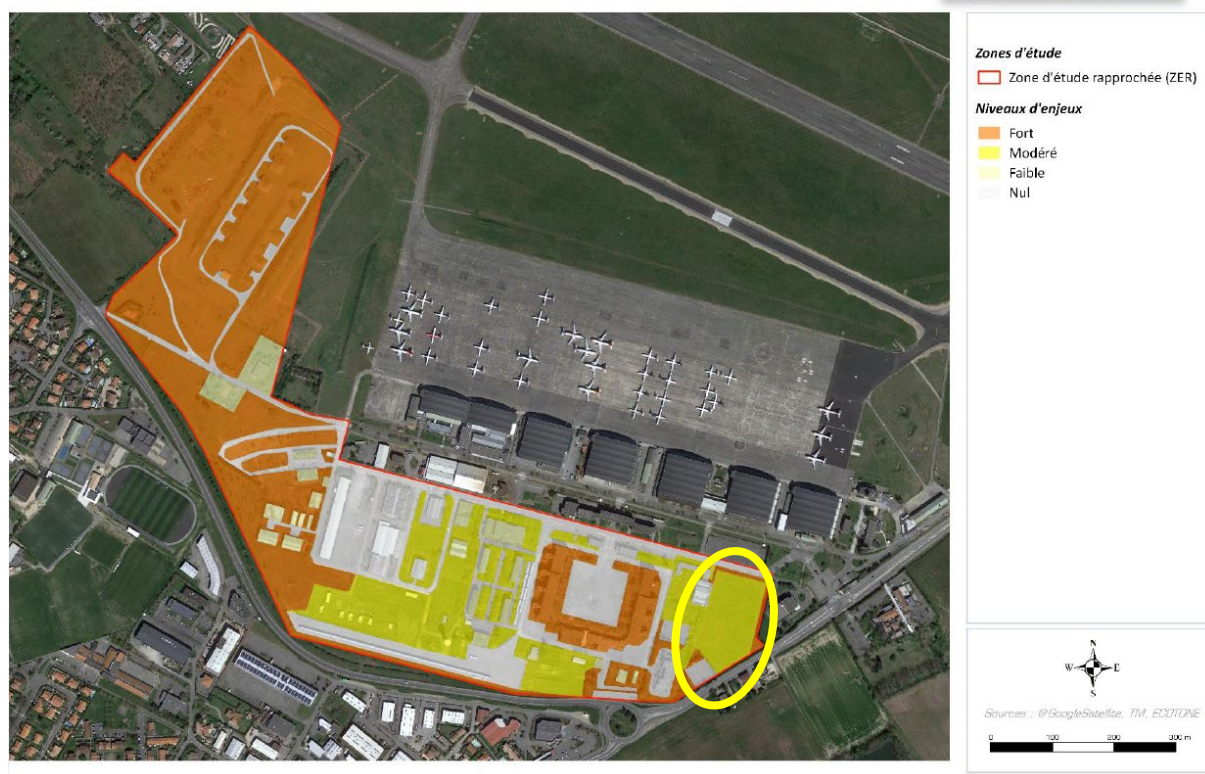 Zones d'étude
Zone d'étude rapprochée (ZER)
Niveaux d'enjeux
Fort
Modéré
Faible
Nul
N
W E
S
Sources : @GoogleSatellite, TIVI, ECOTONE
0 100 200 300 m